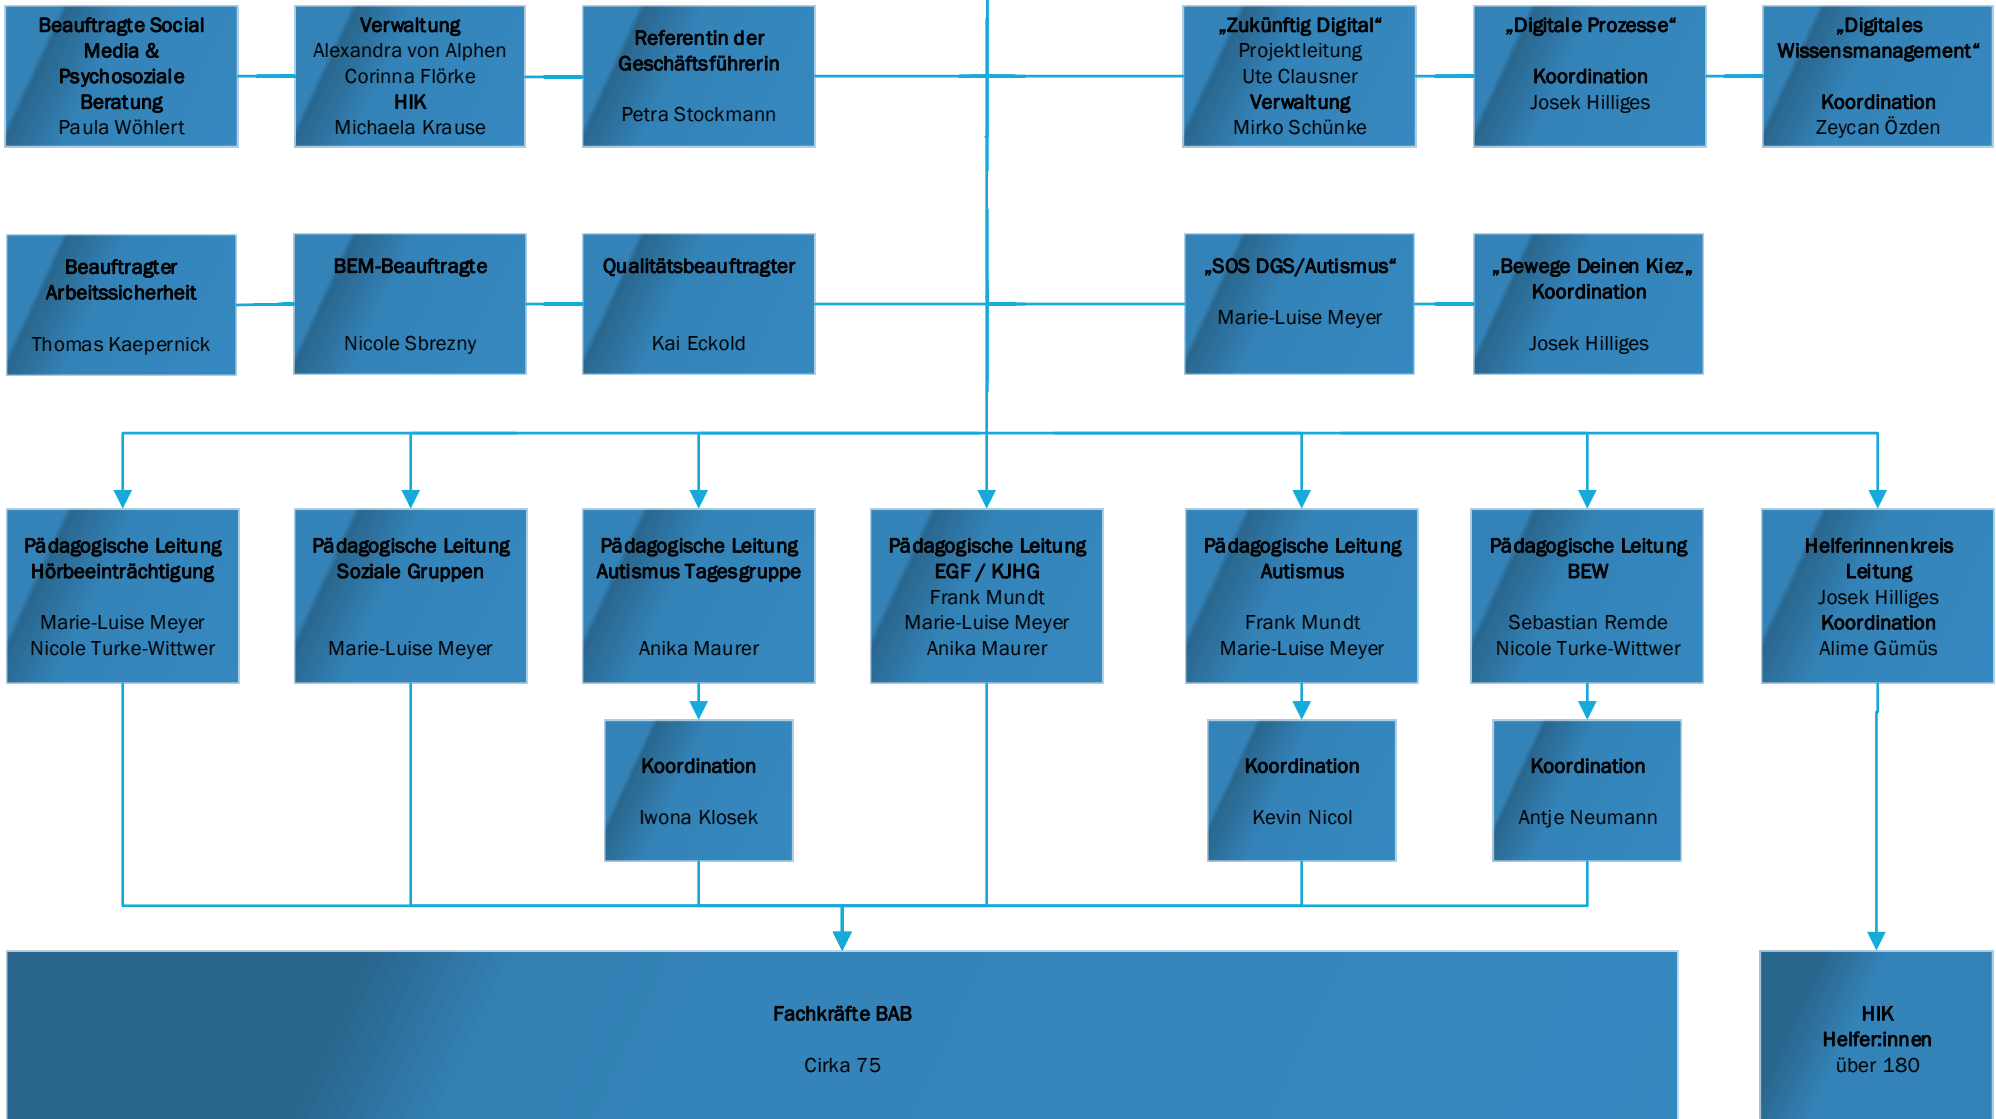 Beauftragte Social
Media &
Psychosoziale
Beratung
Paula Wöhlert
Verwaltung
Alexandra von Alphen
Corinna Flörke
HIK
Michaela Krause
Referentin der
Geschäftsführerin
Petra Stockmann
„Zukünftig Digital“
Projektleitung
Ute Clausner
Verwaltung
Mirko Schünke
„Digitale Prozesse“
Koordination
Josek Hilliges
„Digitales
Wissensmanagement“
Koordination
Zeycan Özden
Beauftragter
Arbeitssicherheit
Thomas Kaepernick
BEM-Beauftragte
Nicole Sbrezny
Qualitätsbeauftragter
Kai Eckold
„SOS DGS/Autismus“
Marie-Luise Meyer
„Bewege Deinen Kiez„
Koordination
Josek Hilliges
Pädagogische Leitung
Hörbeeinträchtigung
Marie-Luise Meyer
Nicole Turke-Wittwer
Pädagogische Leitung
Soziale Gruppen
Marie-Luise Meyer
Pädagogische Leitung
Autismus Tagesgruppe
Anika Maurer
Pädagogische Leitung
EGF / KJHG
Frank Mundt
Marie-Luise Meyer
Anika Maurer
Pädagogische Leitung
Autismus
Frank Mundt
Marie-Luise Meyer
Pädagogische Leitung
BEW
Sebastian Remde
Nicole Turke-Wittwer
Helferinnenkreis
Leitung
Josek Hilliges
Koordination
Alime Gümüs
Koordination
Iwona Klosek
Koordination
Kevin Nicol
Koordination
Antje Neumann
Fachkräfte BAB
Cirka 75
HIK
Helfer:innen
über 180